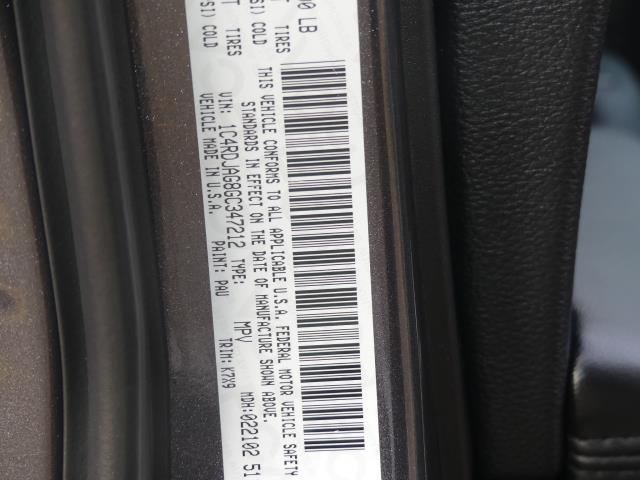 00 LB
T TIRES
SI) COLD
T TIRES
SI) COLD
THIS VEHICLE CONFORMS TO ALL APPLICABLE U.S.A. FEDERAL MOTOR VEHICLE SAFETY
STANDARDS IN EFFECT ON THE DATE OF MANUFACTURE SHOWN ABOVE.
VIN: 1C4RDJAG8GC347212 TYPE: MPV MDH:022102 51
VEHICLE MADE IN U.S.A. PAINT: PAU TRIM: K7X9